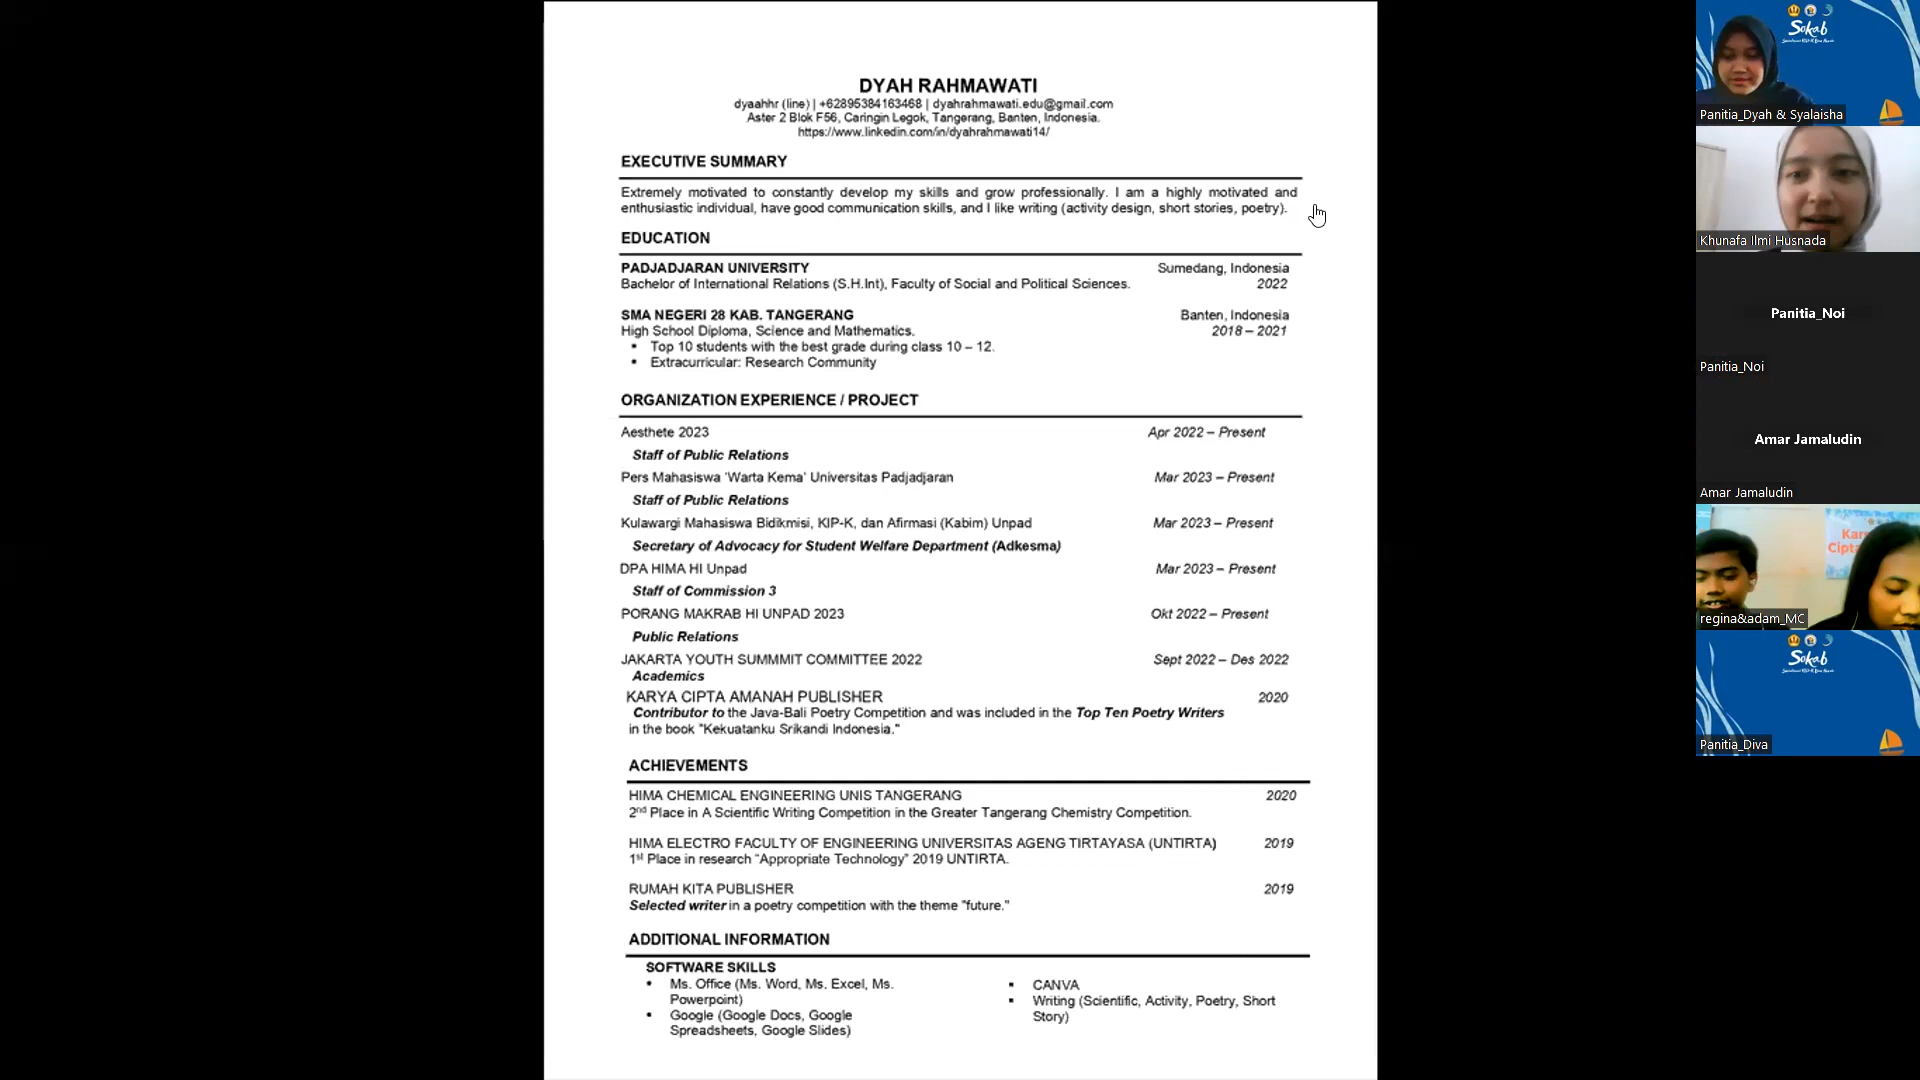 DYAH RAHMAWATI
dyaahhr (line) | +62895384163468 | dyahrahmawati.edu@gmail.com
Aster 2 Blok F56, Caringin Legok, Tangerang, Banten, Indonesia.
https://www.linkedin.com/in/dyahrahmawati14/
EXECUTIVE SUMMARY
Extremely motivated to constantly develop my skills and grow professionally. I am a highly motivated and
enthusiastic individual, have good communication skills, and I like writing (activity design, short stories, poetry).
EDUCATION
PADJADJARAN UNIVERSITY Sumedang, Indonesia
Bachelor of International Relations (S.H.Int), Faculty of Social and Political Sciences. 2022
SMA NEGERI 28 KAB. TANGERANG Banten, Indonesia
High School Diploma, Science and Mathematics. 2018 – 2021
▪ Top 10 students with the best grade during class 10 – 12.
▪ Extracurricular: Research Community
ORGANIZATION EXPERIENCE / PROJECT
Aesthete 2023 Apr 2022 – Present
Staff of Public Relations
Pers Mahasiswa ‘Warta Kema’ Universitas Padjadjaran Mar 2023 – Present
Staff of Public Relations
Kulawargi Mahasiswa Bidikmisi, KIP-K, dan Afirmasi (Kabim) Unpad Mar 2023 – Present
Secretary of Advocacy for Student Welfare Department (Adkesma)
DPA HIMA HI Unpad Mar 2023 – Present
Staff of Commission 3
PORANG MAKRAB HI UNPAD 2023 Okt 2022 – Present
Public Relations
JAKARTA YOUTH SUMMMIT COMMITTEE 2022 Sept 2022 – Des 2022
Academics
KARYA CIPTA AMANAH PUBLISHER 2020
Contributor to the Java-Bali Poetry Competition and was included in the Top Ten Poetry Writers
in the book "Kekuatanku Srikandi Indonesia."
ACHIEVEMENTS
HIMA CHEMICAL ENGINEERING UNIS TANGERANG 2020
2nd Place in A Scientific Writing Competition in the Greater Tangerang Chemistry Competition.
HIMA ELECTRO FACULTY OF ENGINEERING UNIVERSITAS AGENG TIRTAYASA (UNTIRTA) 2019
1st Place in research “Appropriate Technology” 2019 UNTIRTA.
RUMAH KITA PUBLISHER 2019
Selected writer in a poetry competition with the theme "future."
ADDITIONAL INFORMATION
SOFTWARE SKILLS
▪ Ms. Office (Ms. Word, Ms. Excel, Ms.
Powerpoint)
▪ Google (Google Docs, Google
Spreadsheets, Google Slides)
▪ CANVA
▪ Writing (Scientific, Activity, Poetry, Short
Story)
Sokab
Panitia_Dyah & Syalaisha
Khunafa Ilmi Husnada
Panitia_Noi
Panitia_Noi
Amar Jamaludin
Amar Jamaludin
regina&adam_MC
Sokab
Panitia_Diva